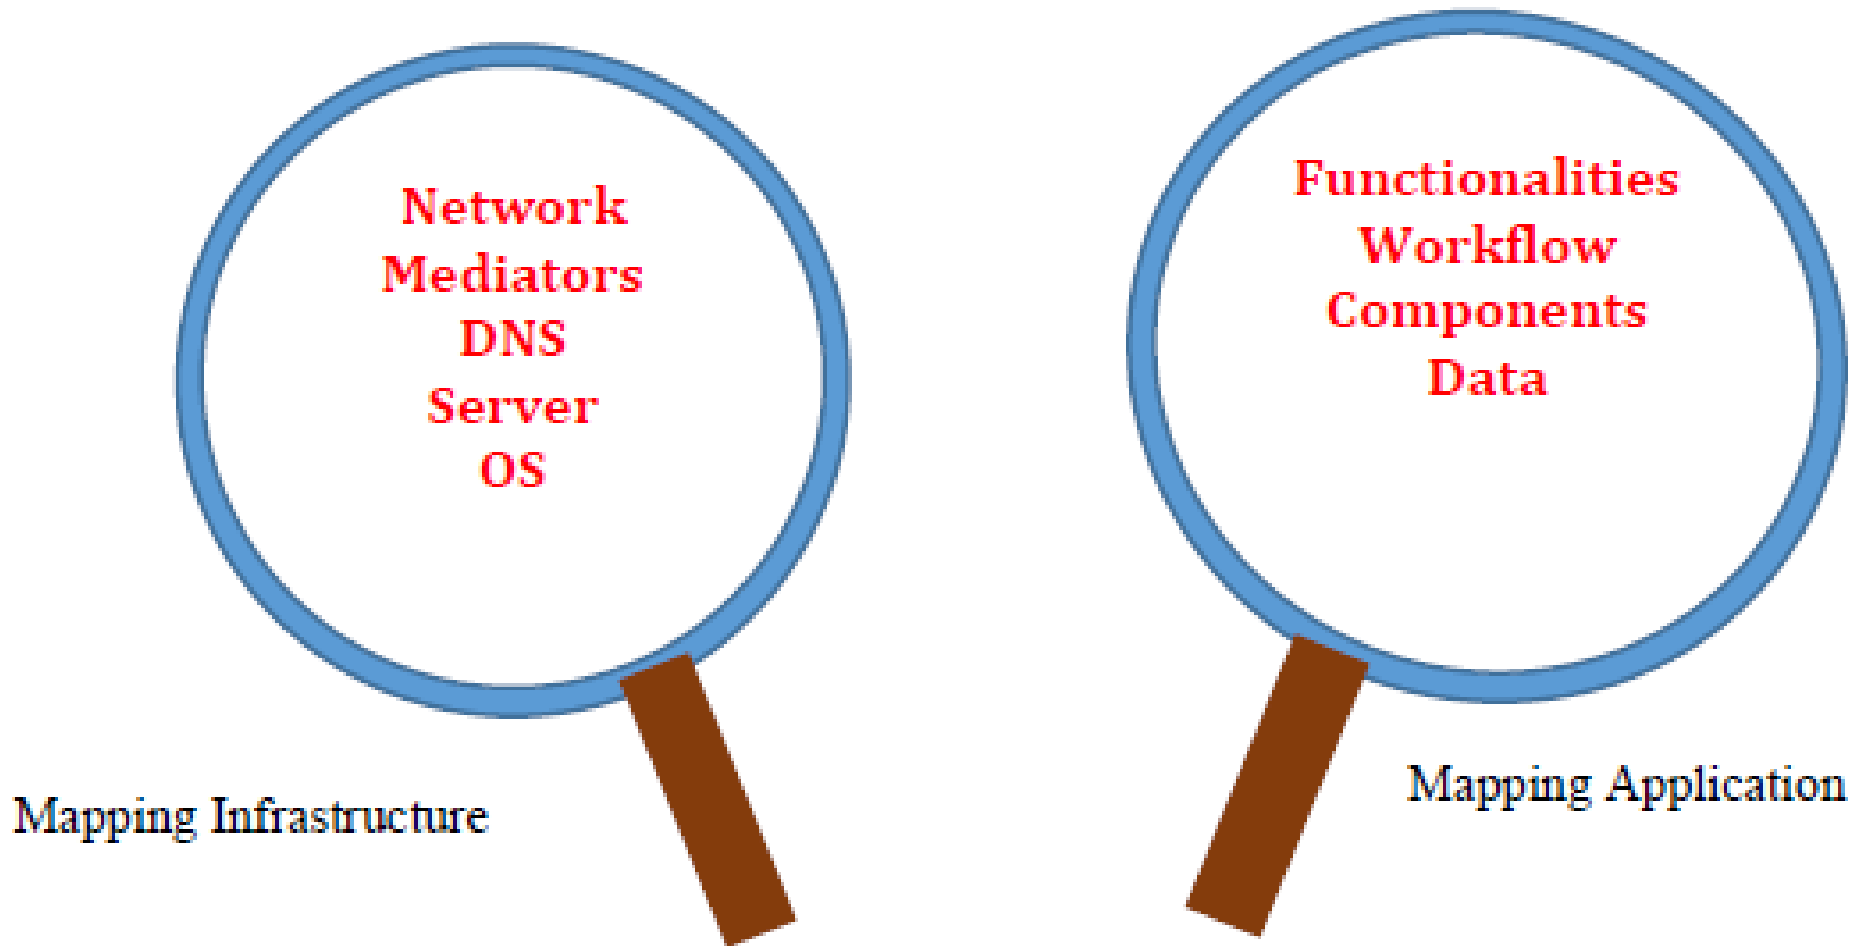 Network
Mediators
DNS
Server
OS
Mapping Infrastructure
Functionalities
Workflow
Components
Data
Mapping Application